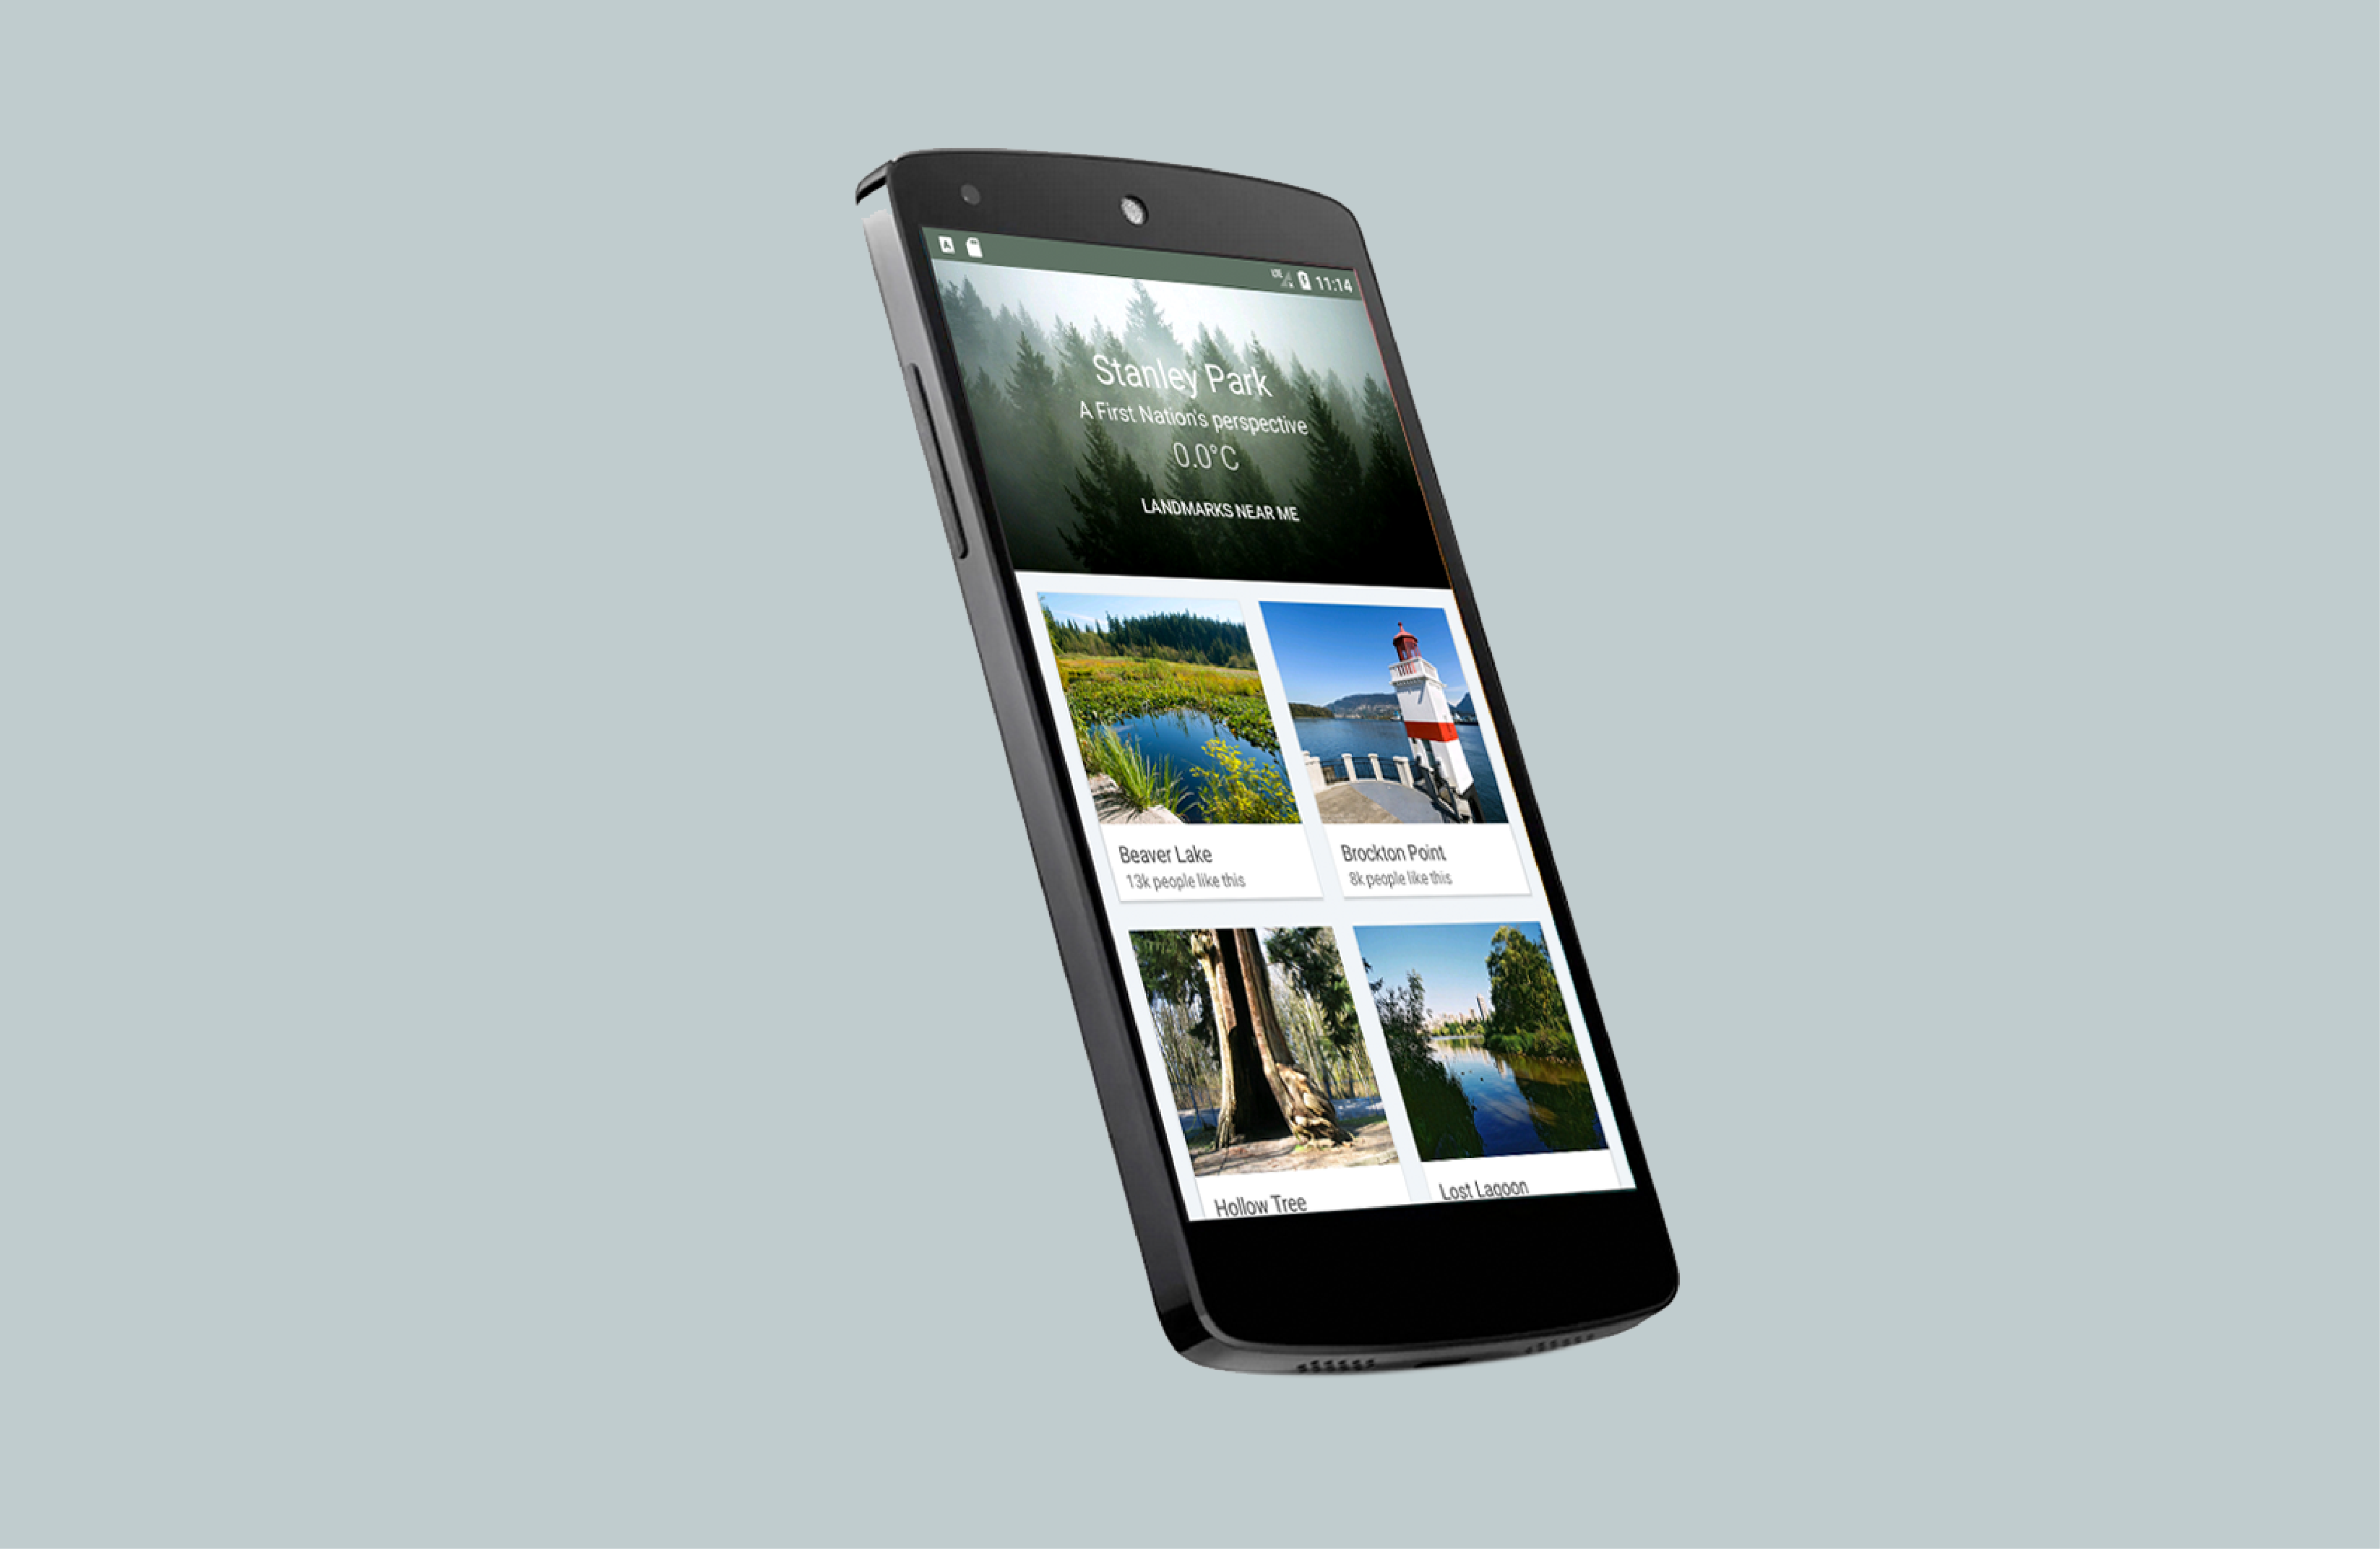 A
LTE 11:14
Stanley Park
A First Nation's perspective
0.0°C
LANDMARKS NEAR ME
Beaver Lake
13k people like this
Brockton Point
8k people like this
Hollow Tree
Lost Lagoon